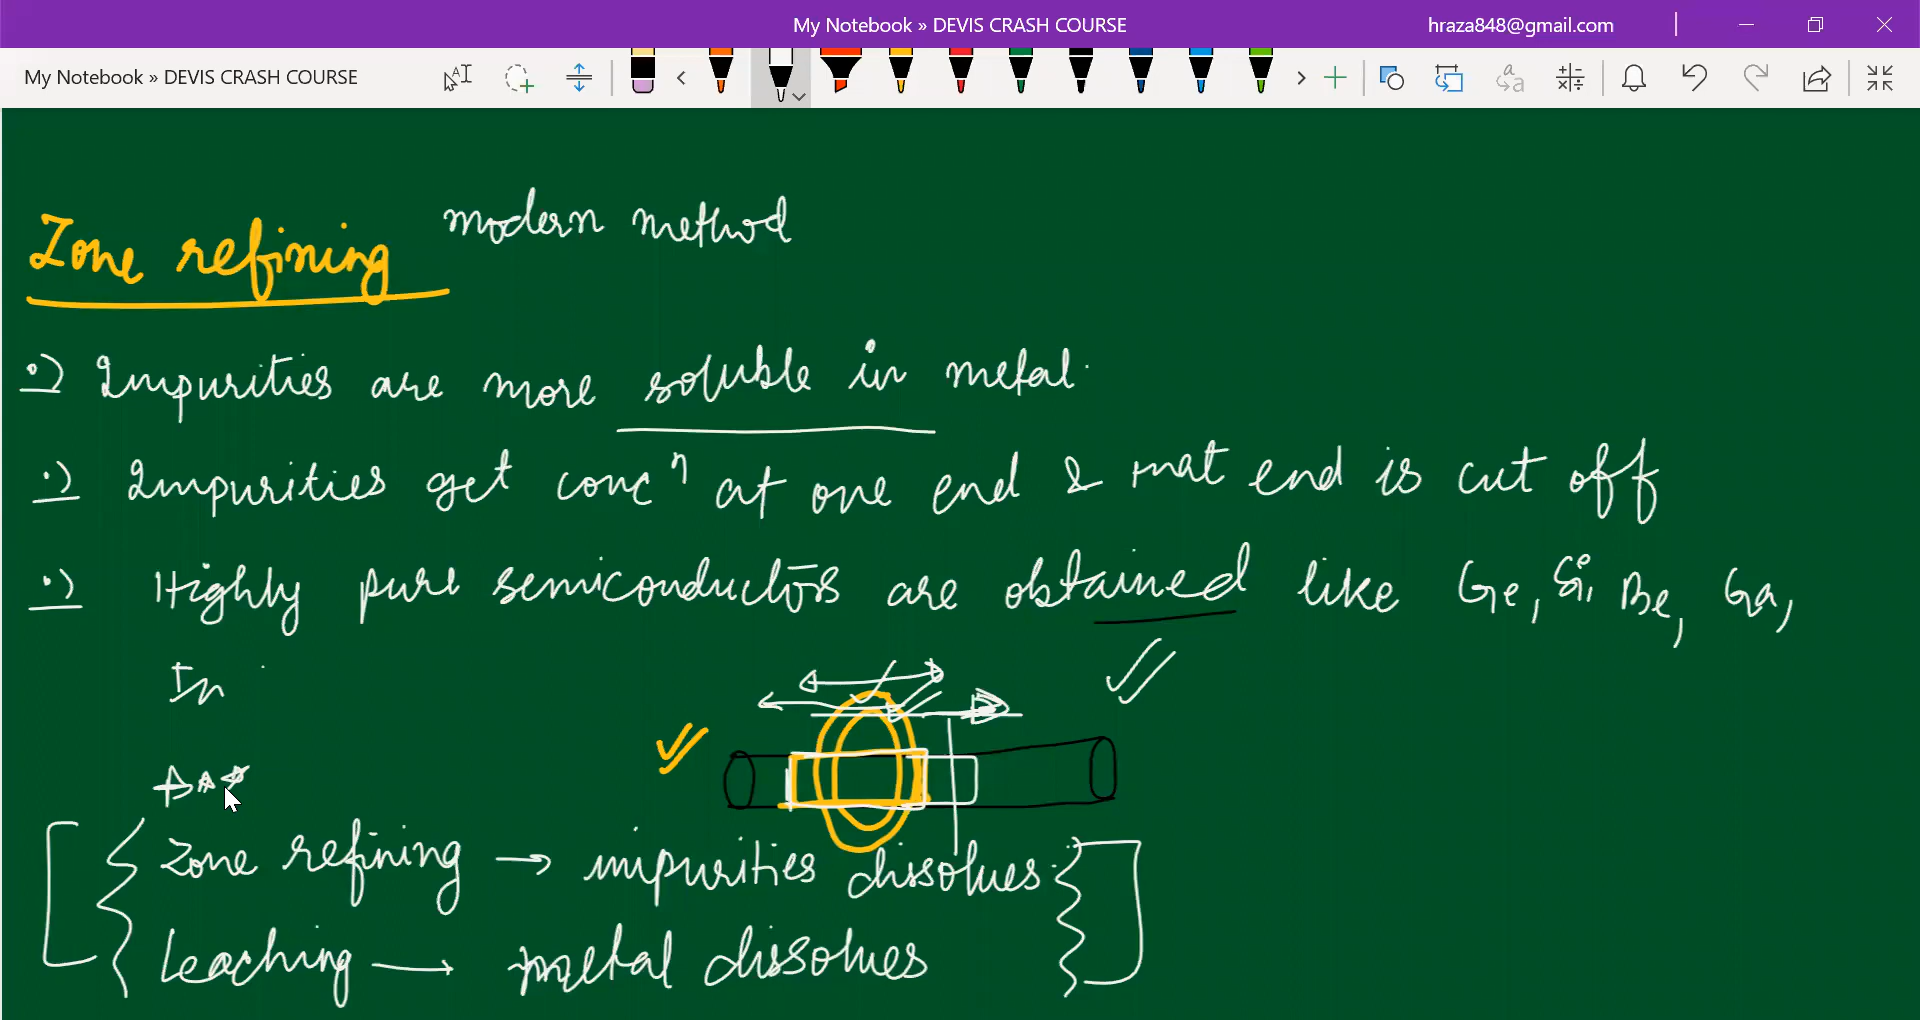 My Notebook » DEVIS CRASH COURSE
hraza848@gmail.com
My Notebook » DEVIS CRASH COURSE
Zone refining modern method
Impurities are more soluble in metal.
Impurities get concⁿ at one end & that end is cut off
Highly pure semiconductors are obtained like Ge, Si, Be, Ga,
In
Zone refining → impurities dissolves
leaching → metal dissolves